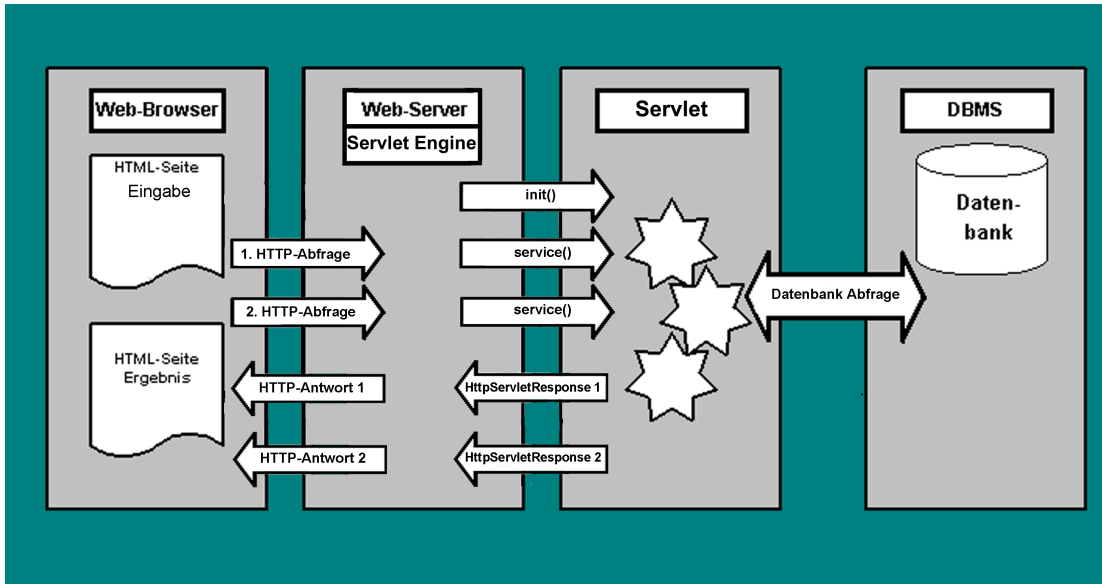 Web-Browser
Web-Server
Servlet Engine
Servlet
DBMS
HTML-Seite
Eingabe
init()
Daten-
bank
1. HTTP-Abfrage
service()
2. HTTP-Abfrage
service()
Datenbank Abfrage
HTML-Seite
Ergebnis
HTTP-Antwort 1
HttpServletResponse 1
HTTP-Antwort 2
HttpServletResponse 2